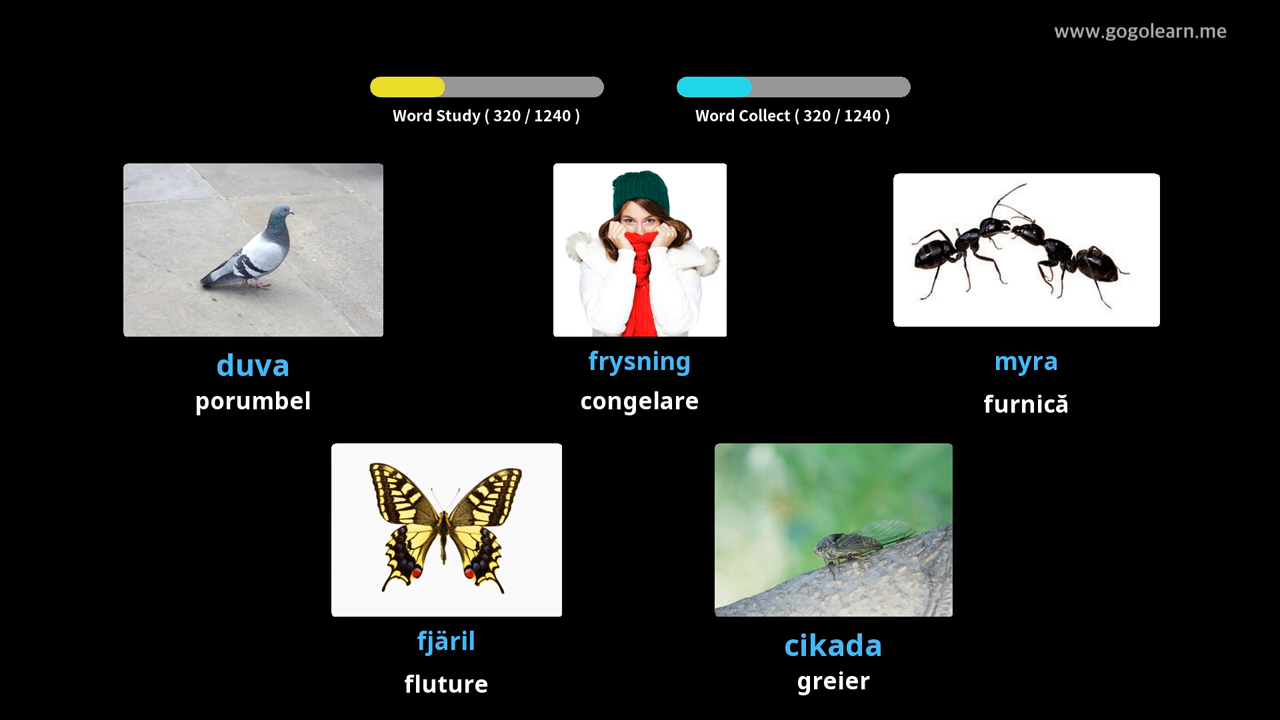 www.gogolearn.me
Word Study ( 320 / 1240 )
Word Collect ( 320 / 1240 )
duva
porumbel
frysning
congelare
myra
furnică
fjäril
fluture
cikada
greier